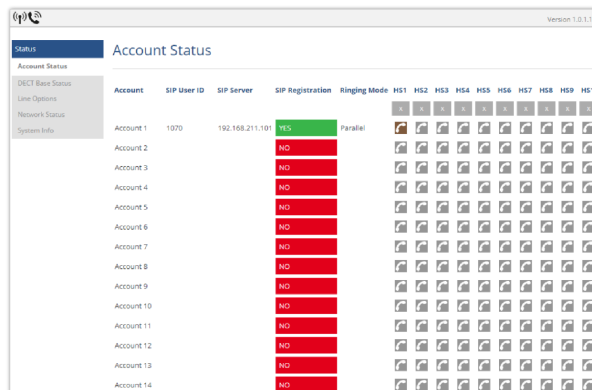 Version 1.0.1.1
Status
Account Status
Account Status
DECT Base Status
Line Options
Network Status
System Info
Account SIP User ID SIP Server SIP Registration Ringing Mode HS1 HS2 HS3 HS4 HS5 HS6 HS7 HS8 HS9 HS1
x x x x x x x x x
Account 1 1070 192.168.211.101 YES Parallel
Account 2 NO
Account 3 NO
Account 4 NO
Account 5 NO
Account 6 NO
Account 7 NO
Account 8 NO
Account 9 NO
Account 10 NO
Account 11 NO
Account 12 NO
Account 13 NO
Account 14 NO